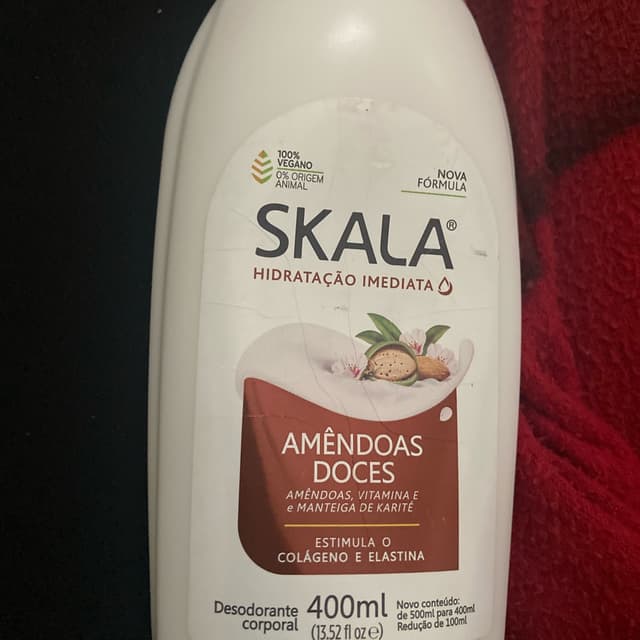 100%
VEGANO
0% ORIGEM
ANIMAL
NOVA
FÓRMULA
SKALA®
HIDRATAÇÃO IMEDIATA
AMÊNDOAS
DOCES
AMÊNDOAS, VITAMINA E
e MANTEIGA DE KARITÉ
ESTIMULA O
COLÁGENO E ELASTINA
Desodorante
corporal
400ml
(13.52 fl oz ℮)
Novo conteúdo:
de 500ml para 400ml
Redução de 100ml